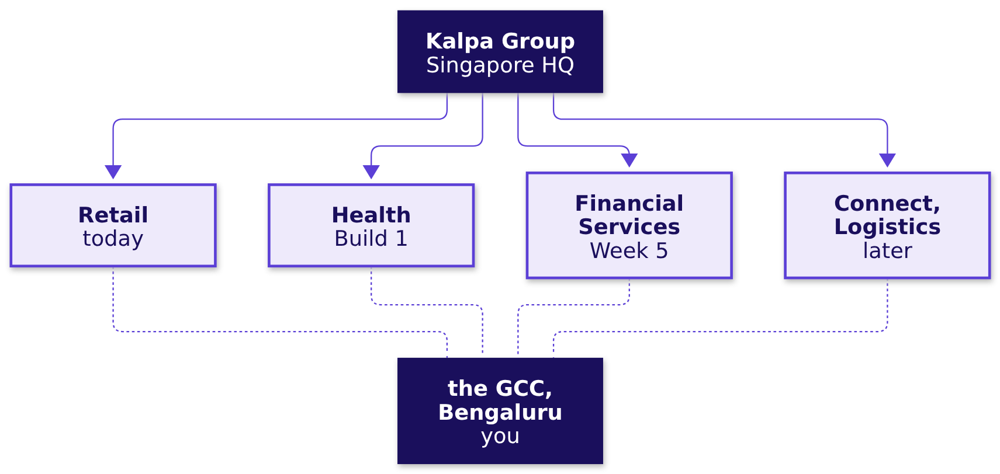 Kalpa Group
Singapore HQ
Retail
today
Health
Build 1
Financial
Services
Week 5
Connect,
Logistics
later
the GCC,
Bengaluru
you